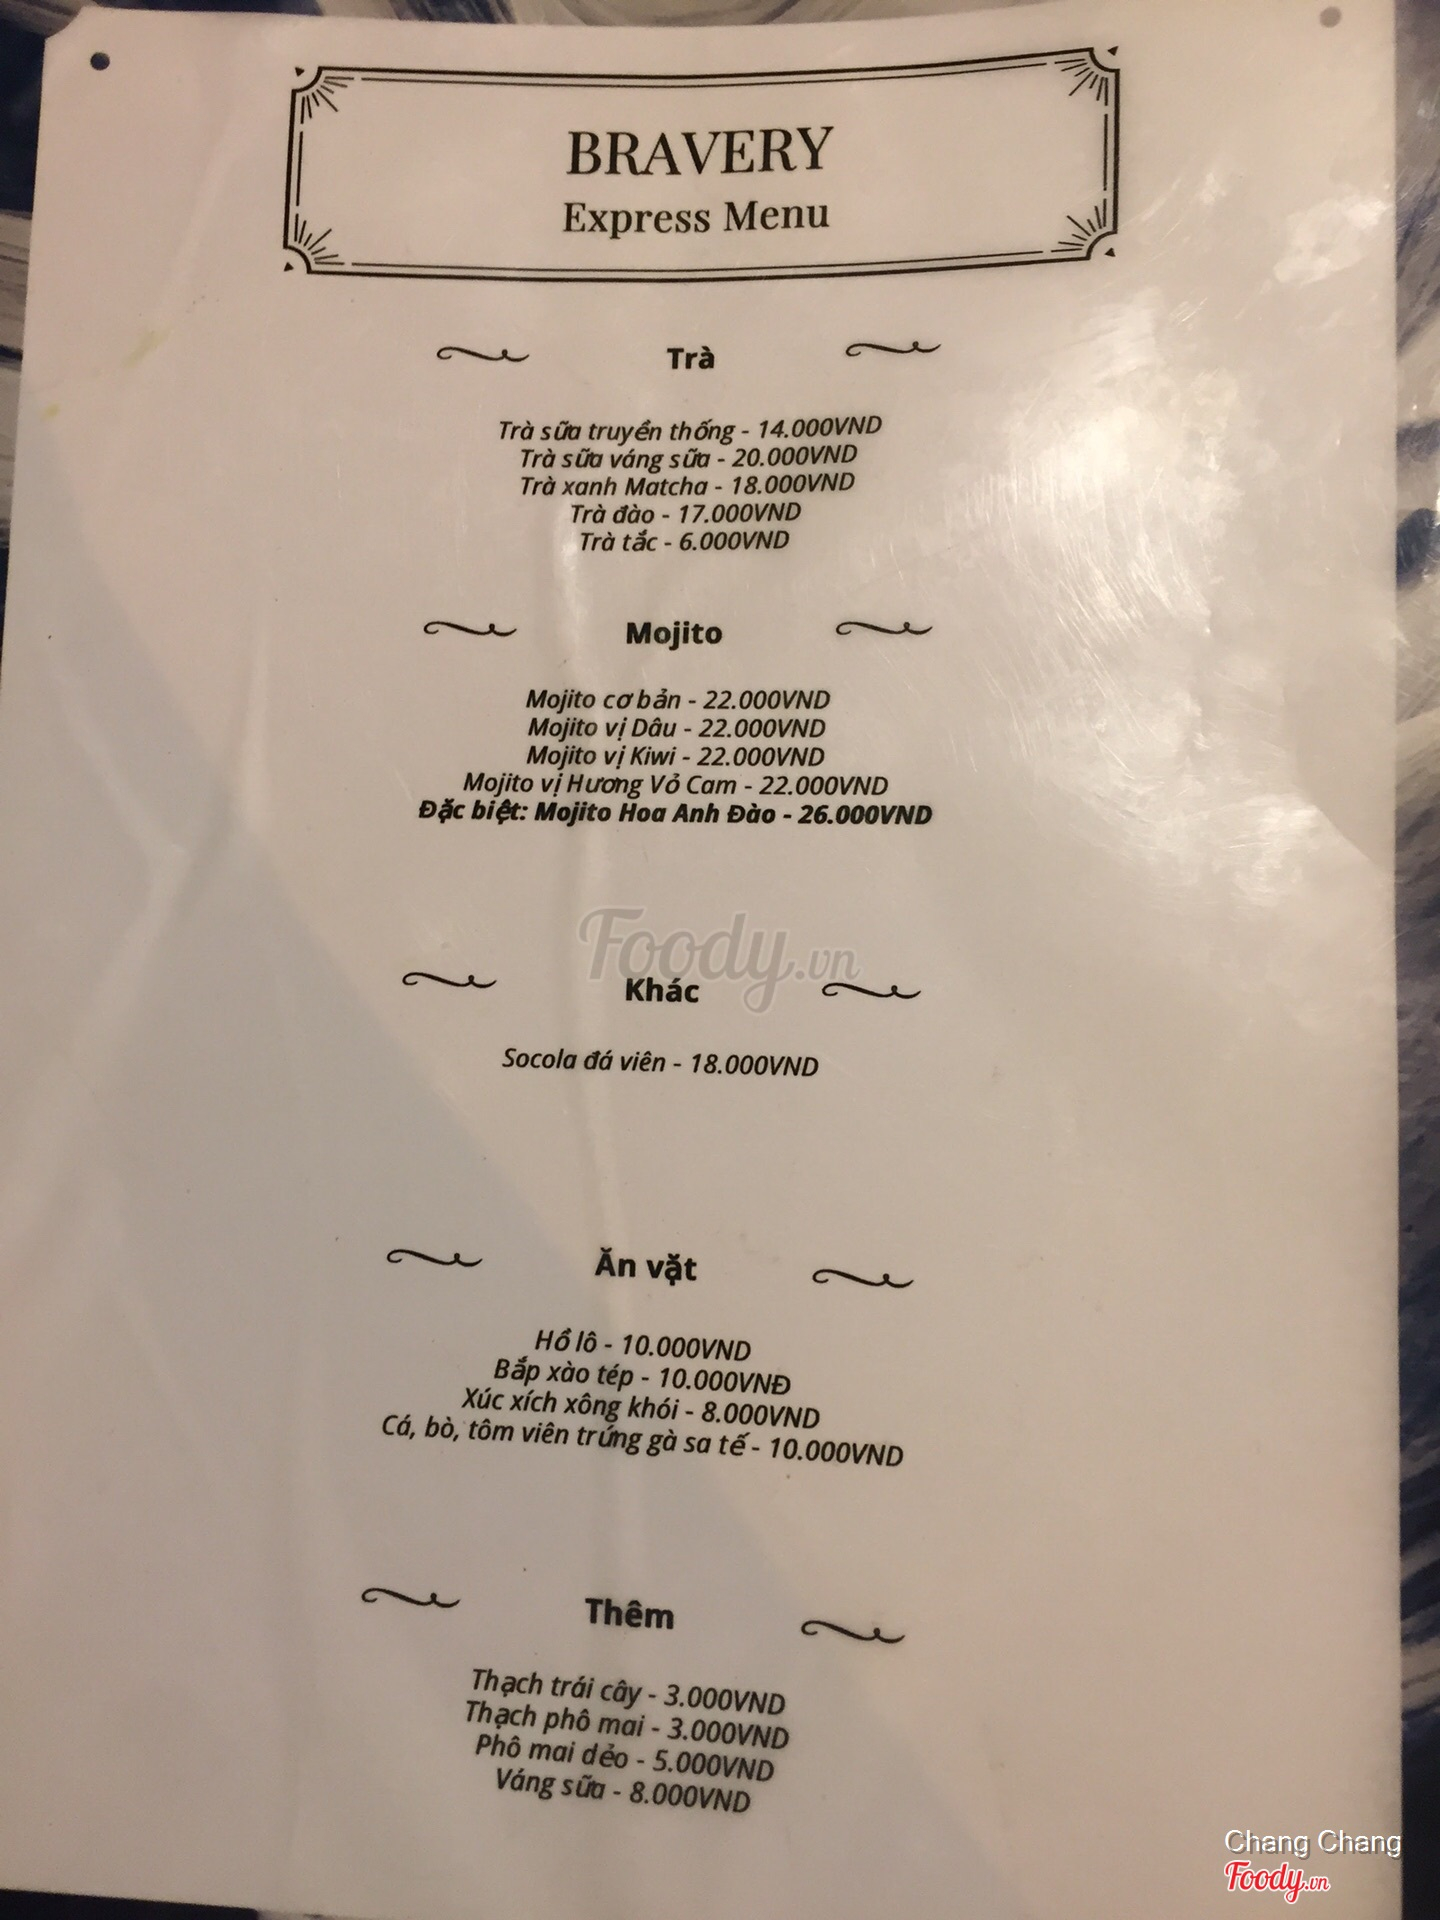 BRAVERY
Express Menu
Trà
Trà sữa truyền thống - 14.000VND
Trà sữa váng sữa - 20.000VND
Trà xanh Matcha - 18.000VND
Trà đào - 17.000VND
Trà tắc - 6.000VND
Mojito
Mojito cơ bản - 22.000VND
Mojito vị Dâu - 22.000VND
Mojito vị Kiwi - 22.000VND
Mojito vị Hương Vỏ Cam - 22.000VND
Đặc biệt: Mojito Hoa Anh Đào - 26.000VND
Foody.vn
Khác
Socola đá viên - 18.000VND
Ăn vặt
Hồ lô - 10.000VND
Bắp xào tép - 10.000VNĐ
Xúc xích xông khói - 8.000VND
Cá, bò, tôm viên trứng gà sa tế - 10.000VND
Thêm
Thạch trái cây - 3.000VND
Thạch phô mai - 3.000VND
Phô mai dẻo - 5.000VND
Váng sữa - 8.000VND
Chang Chang
Foody.vn